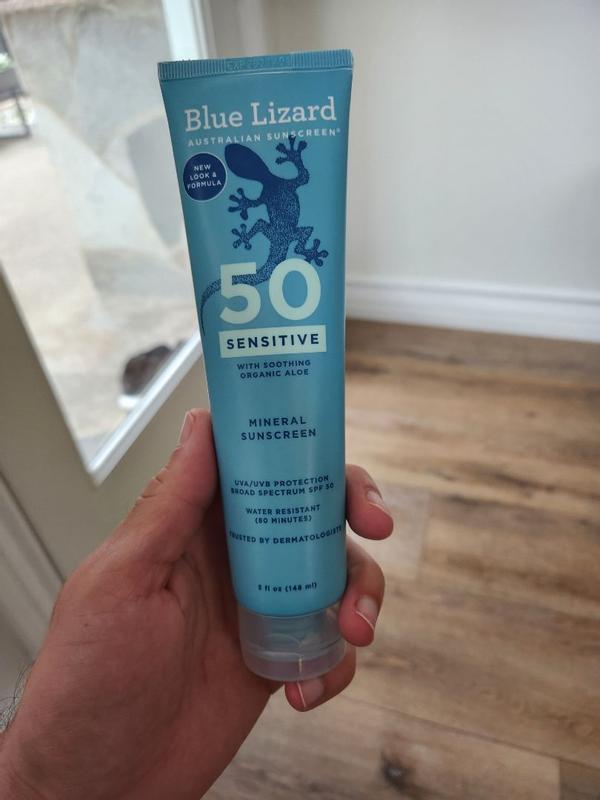 Blue Lizard
AUSTRALIAN SUNSCREEN®
NEW
LOOK &
FORMULA
50
SENSITIVE
WITH SOOTHING
ORGANIC ALOE
MINERAL
SUNSCREEN
UVA/UVB PROTECTION
BROAD SPECTRUM SPF 50
WATER RESISTANT
(80 MINUTES)
TRUSTED BY DERMATOLOGISTS
5 fl oz (148 ml)